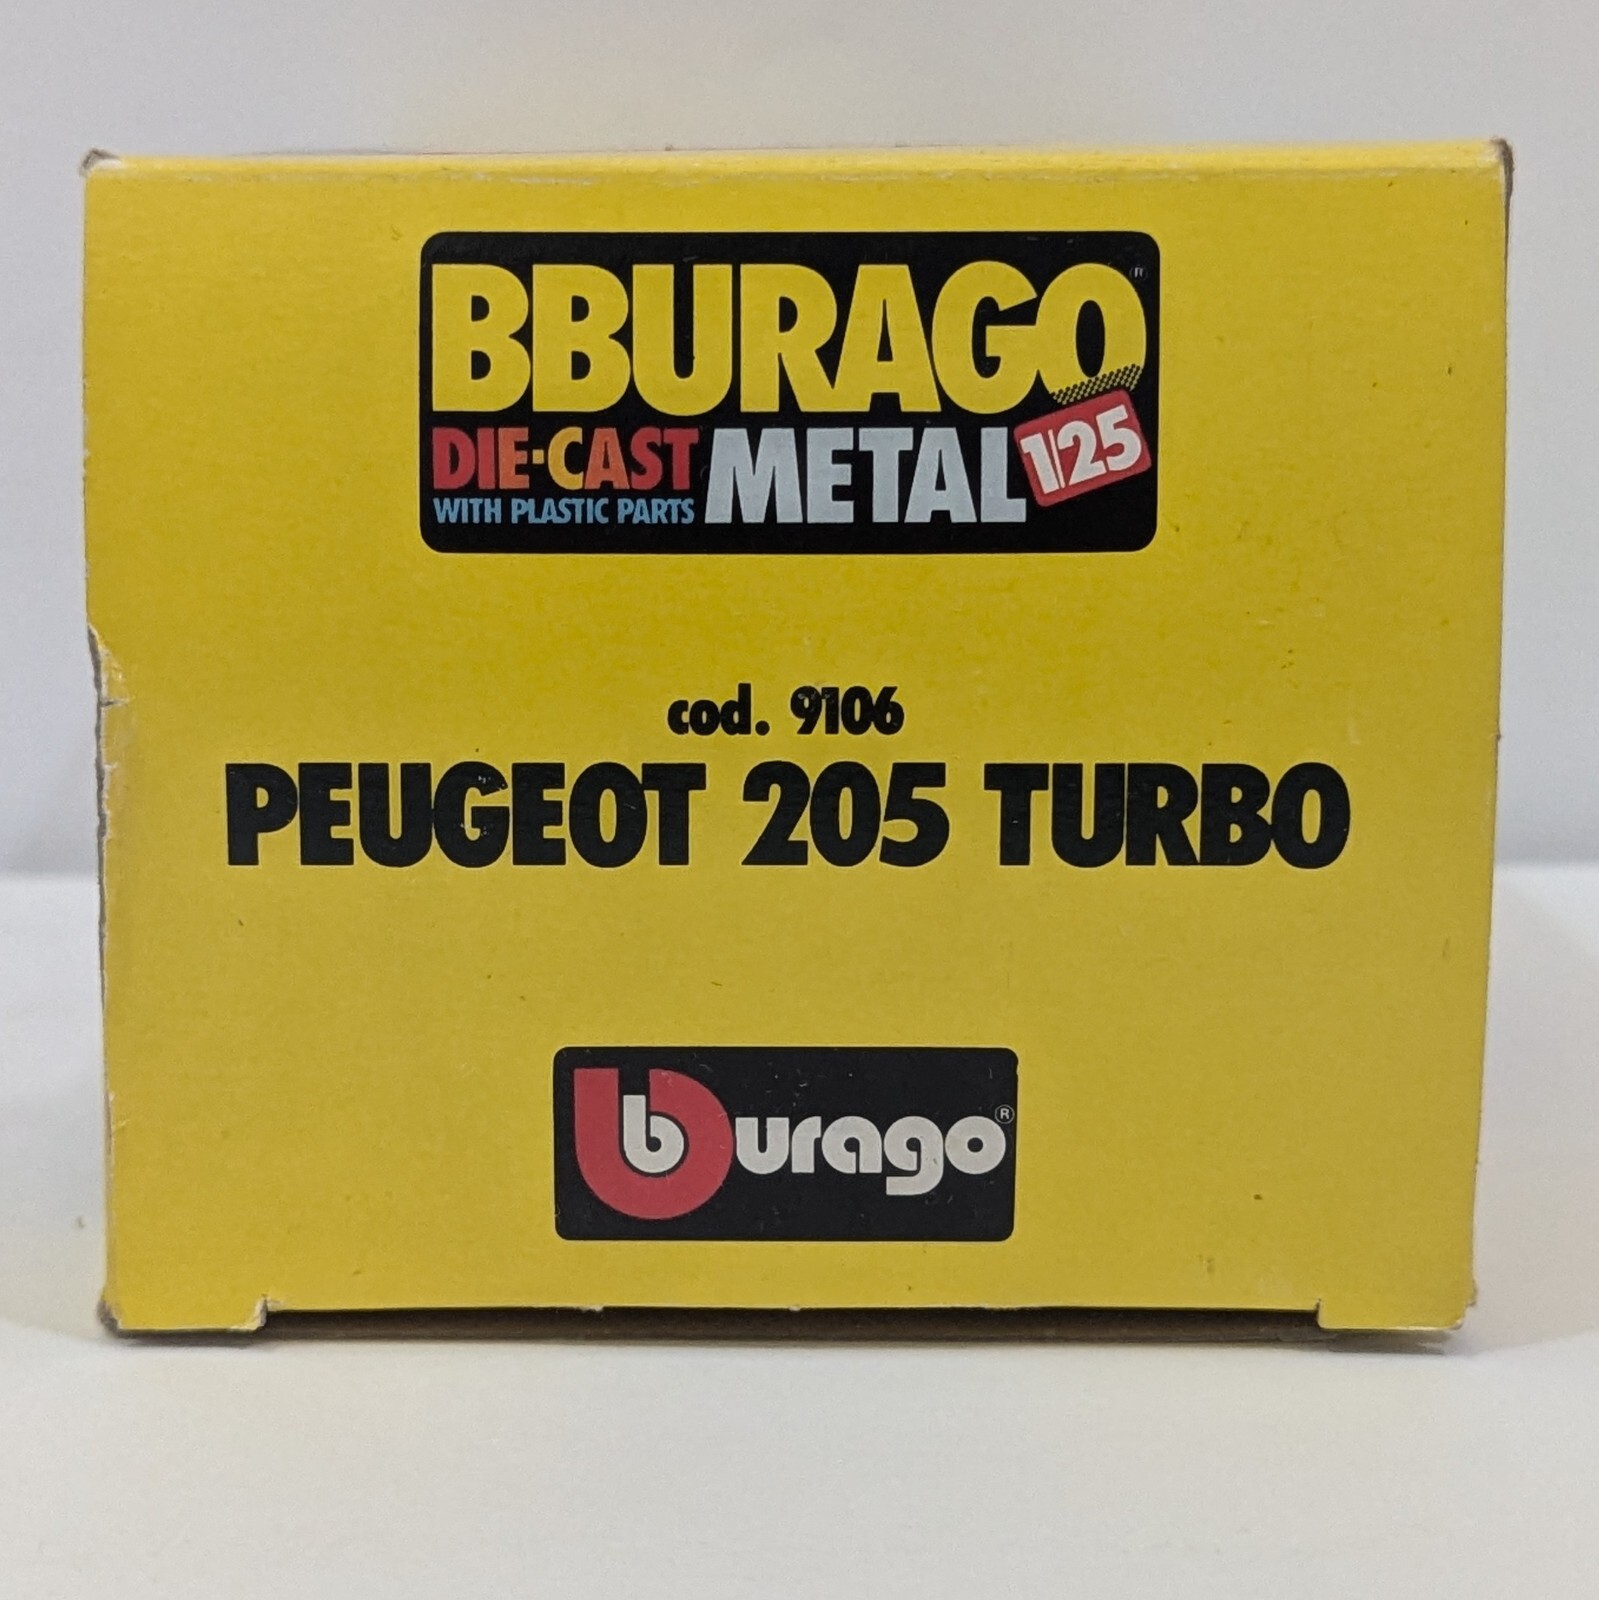 BBURAGO®
DIE-CAST METAL 1/25
WITH PLASTIC PARTS
cod. 9106
PEUGEOT 205 TURBO
burago®